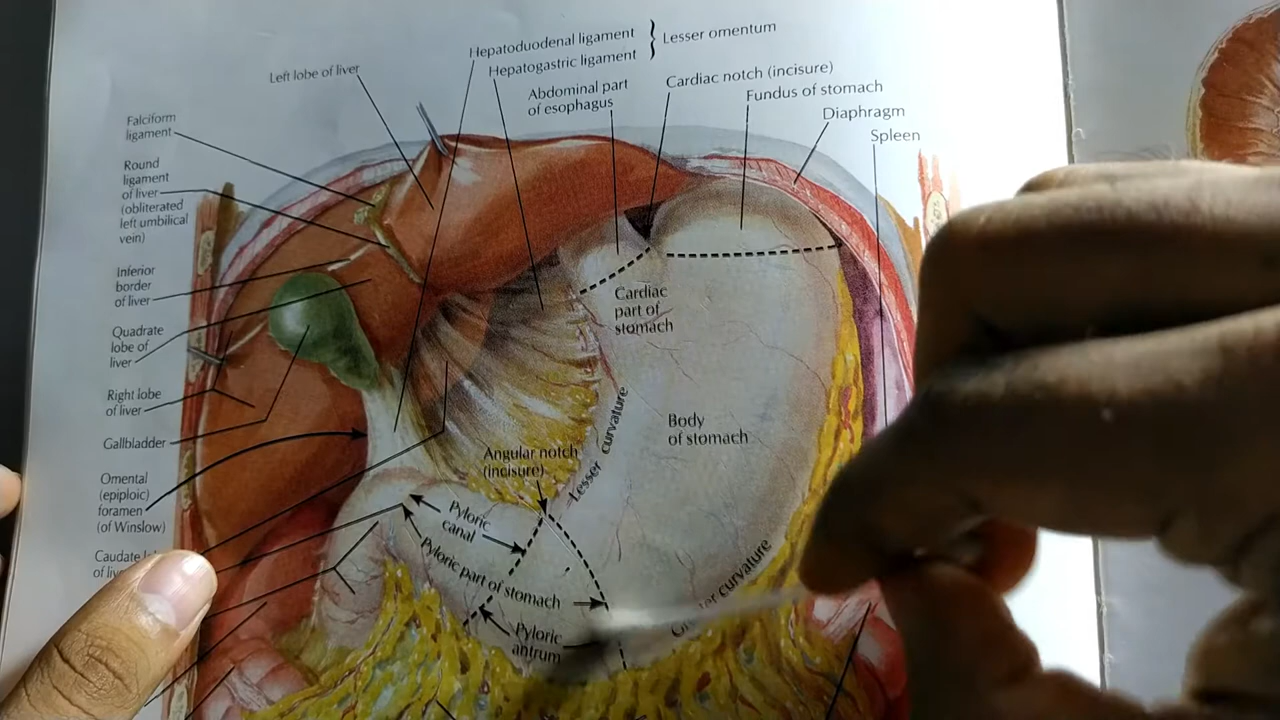 Hepatoduodenal ligament
Hepatogastric ligament
Lesser omentum
Left lobe of liver
Abdominal part
of esophagus
Cardiac notch (incisure)
Fundus of stomach
Diaphragm
Spleen
Falciform
ligament
Round
ligament
of liver
(obliterated
left umbilical
vein)
Inferior
border
of liver
Quadrate
lobe of
liver
Right lobe
of liver
Gallbladder
Omental
(epiploic)
foramen
(of Winslow)
Caudate
Cardiac
part of
stomach
Body
of stomach
Lesser curvature
Angular notch
(incisure)
Pyloric
canal
Pyloric part of stomach
Pyloric
antrum
curvature